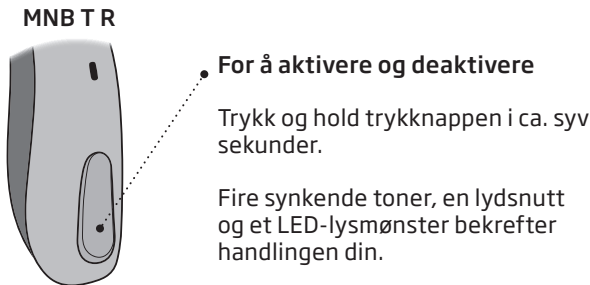 MNB T R
For å aktivere og deaktivere
Trykk og hold trykknappen i ca. syv
sekunder.
Fire synkende toner, en lydsnutt
og et LED-lysmønster bekrefter
handlingen din.